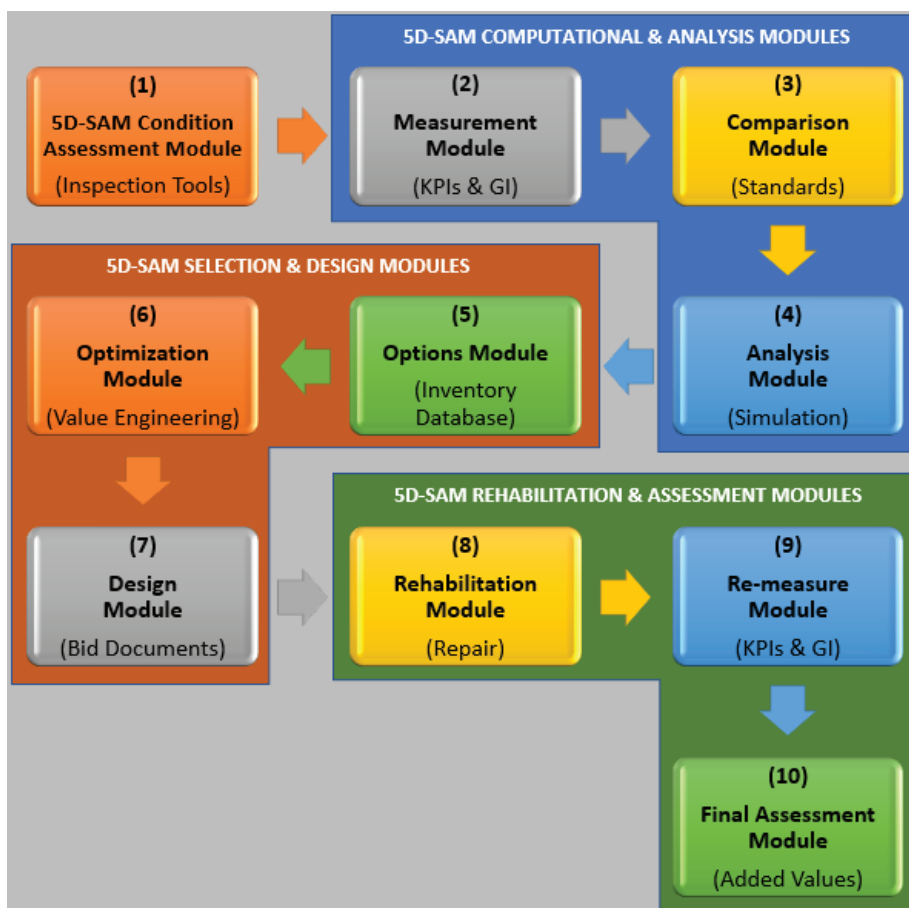 5D-SAM COMPUTATIONAL & ANALYSIS MODULES
(1)
5D-SAM Condition
Assessment Module
(Inspection Tools)
(2)
Measurement
Module
(KPIs & GI)
(3)
Comparison
Module
(Standards)
5D-SAM SELECTION & DESIGN MODULES
(4)
Analysis
Module
(Simulation)
(5)
Options Module
(Inventory
Database)
(6)
Optimization
Module
(Value Engineering)
5D-SAM REHABILITATION & ASSESSMENT MODULES
(7)
Design
Module
(Bid Documents)
(8)
Rehabilitation
Module
(Repair)
(9)
Re-measure
Module
(KPIs & GI)
(10)
Final Assessment
Module
(Added Values)